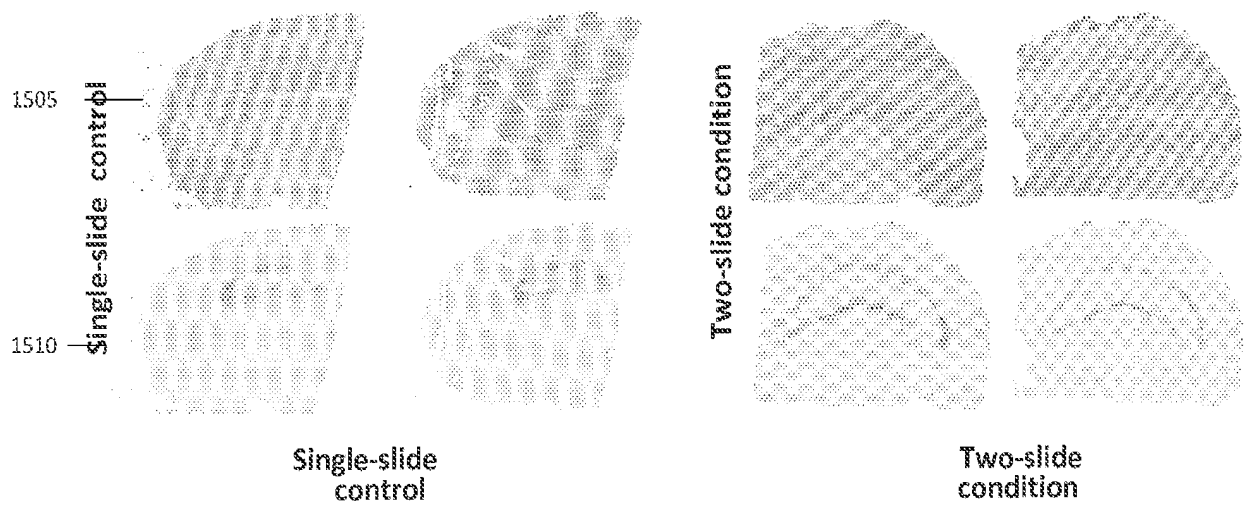 1505
Single-slide control
1510
Two-slide condition
Single-slide
control
Two-slide
condition